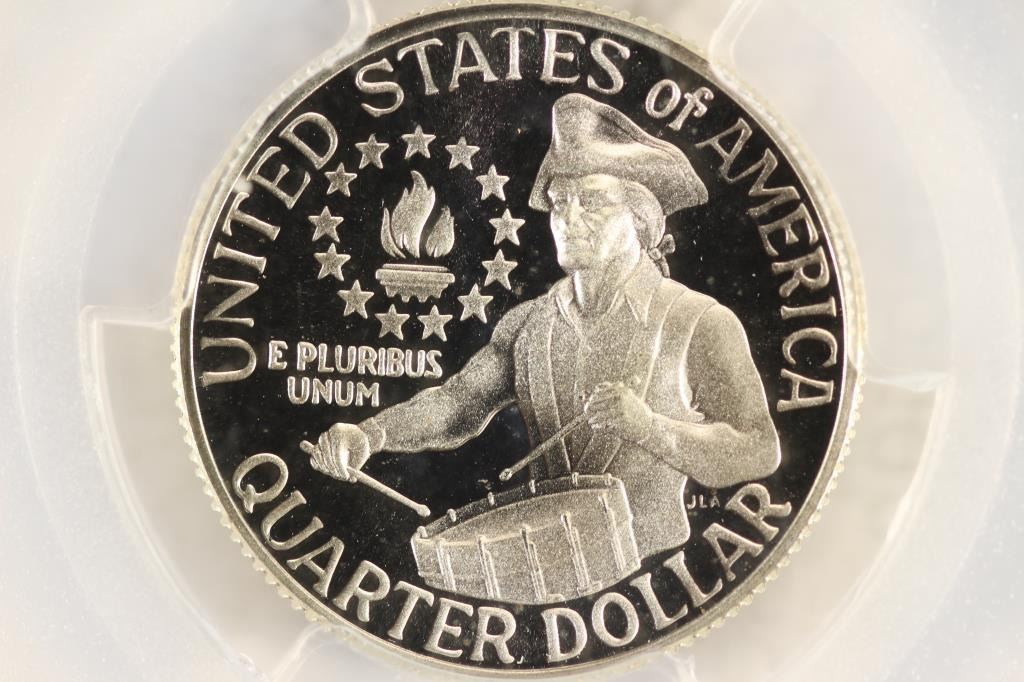 UNITED STATES of AMERICA
E PLURIBUS
UNUM
JLA
QUARTER DOLLAR